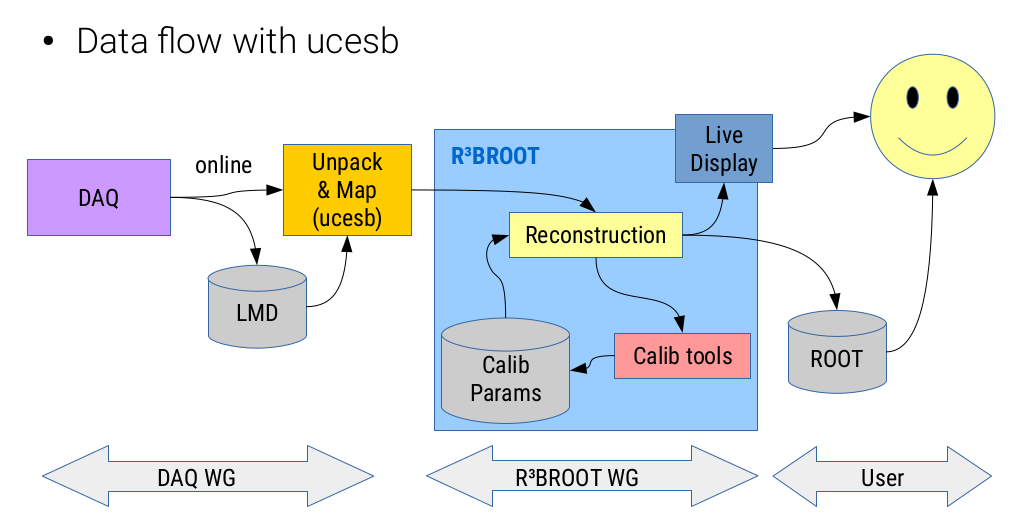 • Data flow with ucesb
DAQ
online
Unpack
& Map
(ucesb)
LMD
R³BROOT
Live
Display
Reconstruction
Calib
Params
Calib tools
ROOT
DAQ WG
R³BROOT WG
User